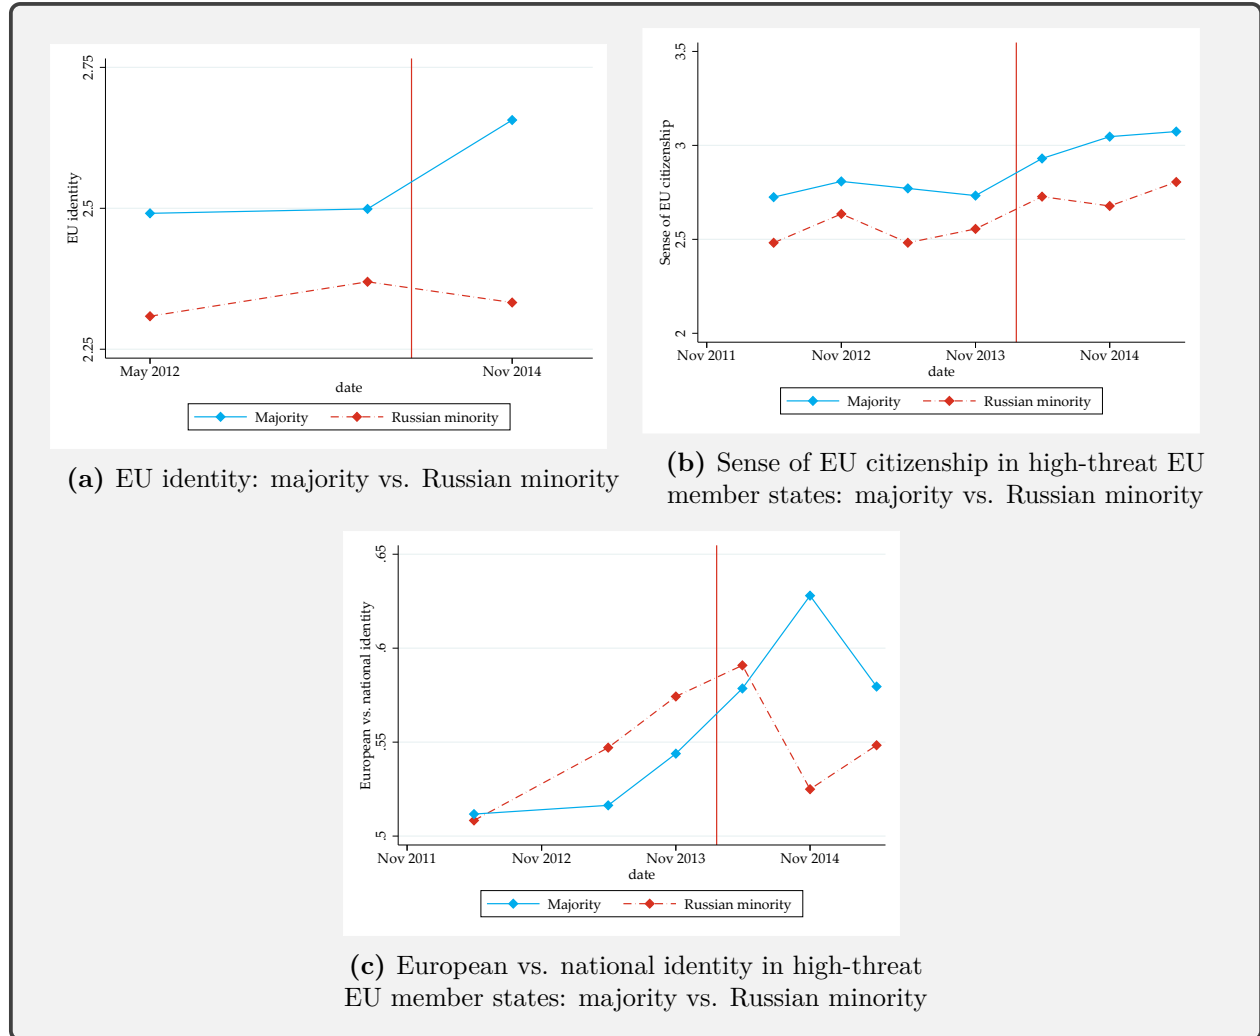 2.75
2.5
2.25
EU identity
May 2012
Nov 2014
date
Majority
Russian minority
(a) EU identity: majority vs. Russian minority
3.5
3
2.5
2
Sense of EU citizenship
Nov 2011
Nov 2012
Nov 2013
Nov 2014
date
Majority
Russian minority
(b) Sense of EU citizenship in high-threat EU
member states: majority vs. Russian minority
.65
.6
.55
.5
European vs. national identity
Nov 2011
Nov 2012
Nov 2013
Nov 2014
date
Majority
Russian minority
(c) European vs. national identity in high-threat
EU member states: majority vs. Russian minority